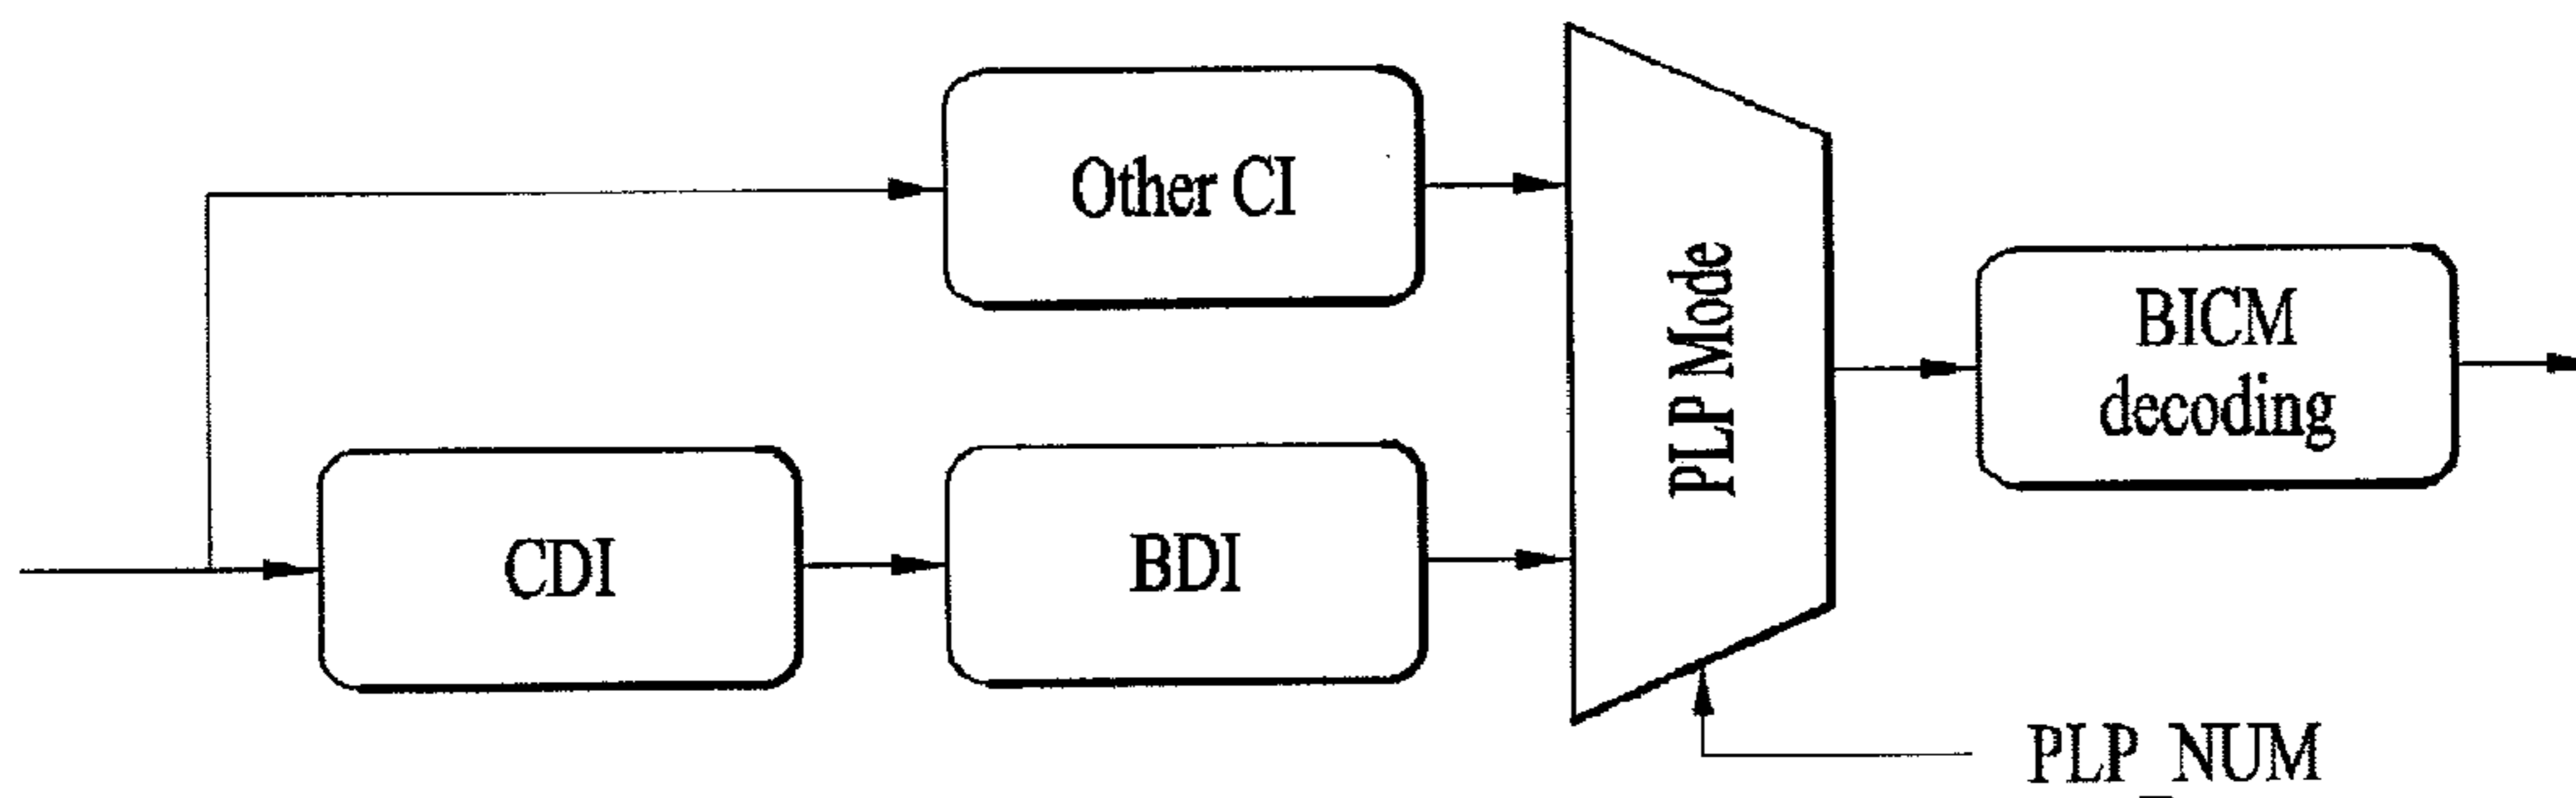 Other CI
PLP Mode
BICM
decoding
CDI
BDI
PLP_NUM